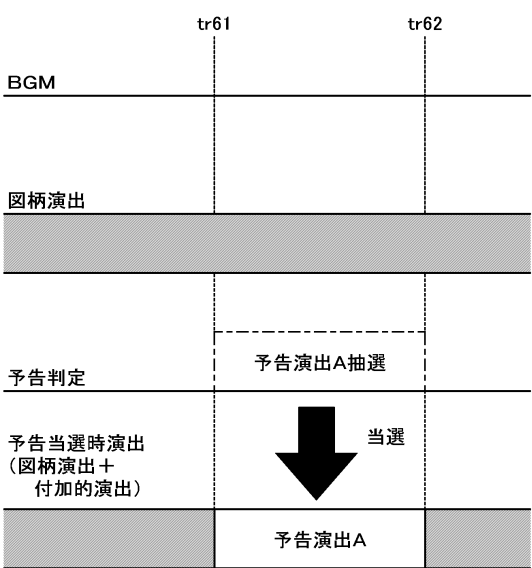 tr61 tr62
BGM
図柄演出
予告演出A抽選
予告判定
予告当選時演出
(図柄演出+
付加的演出)
当選
予告演出A